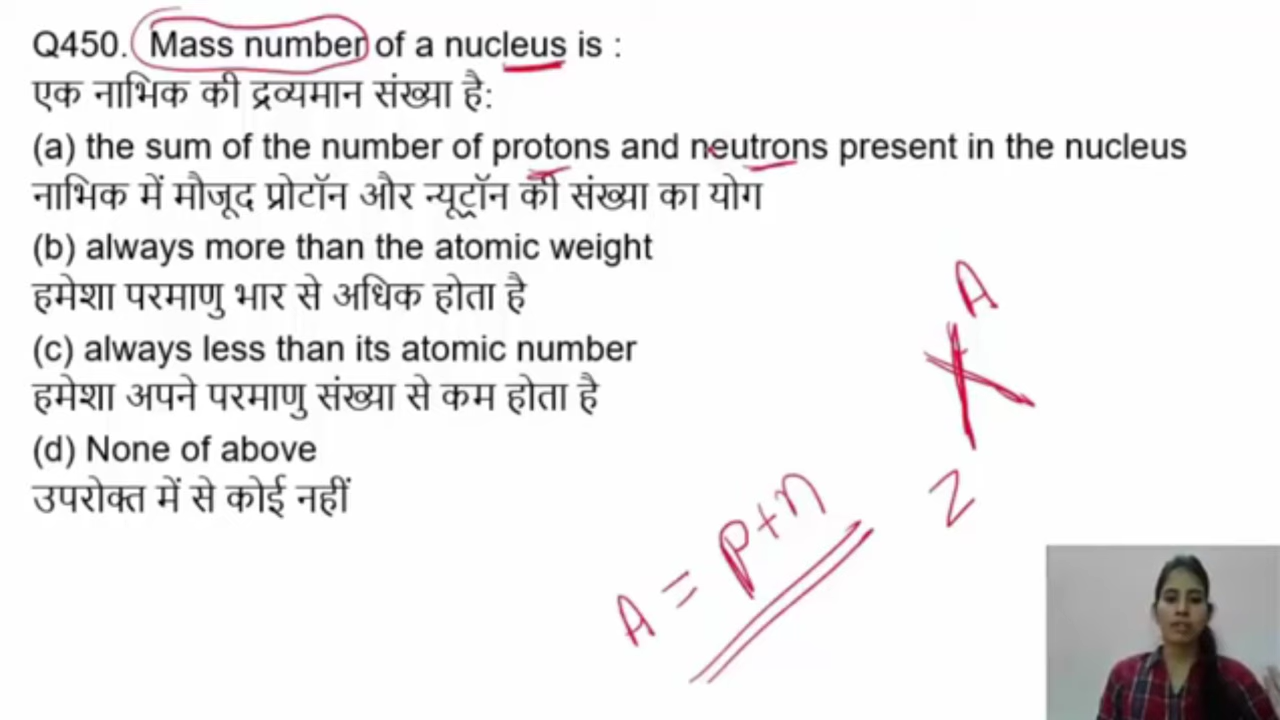 Q450. Mass number of a nucleus is :
एक नाभिक की द्रव्यमान संख्या है:
(a) the sum of the number of protons and neutrons present in the nucleus
नाभिक में मौजूद प्रोटॉन और न्यूट्रॉन की संख्या का योग
(b) always more than the atomic weight
हमेशा परमाणु भार से अधिक होता है
(c) always less than its atomic number
हमेशा अपने परमाणु संख्या से कम होता है
(d) None of above
उपरोक्त में से कोई नहीं
A
X
Z
A = p+n